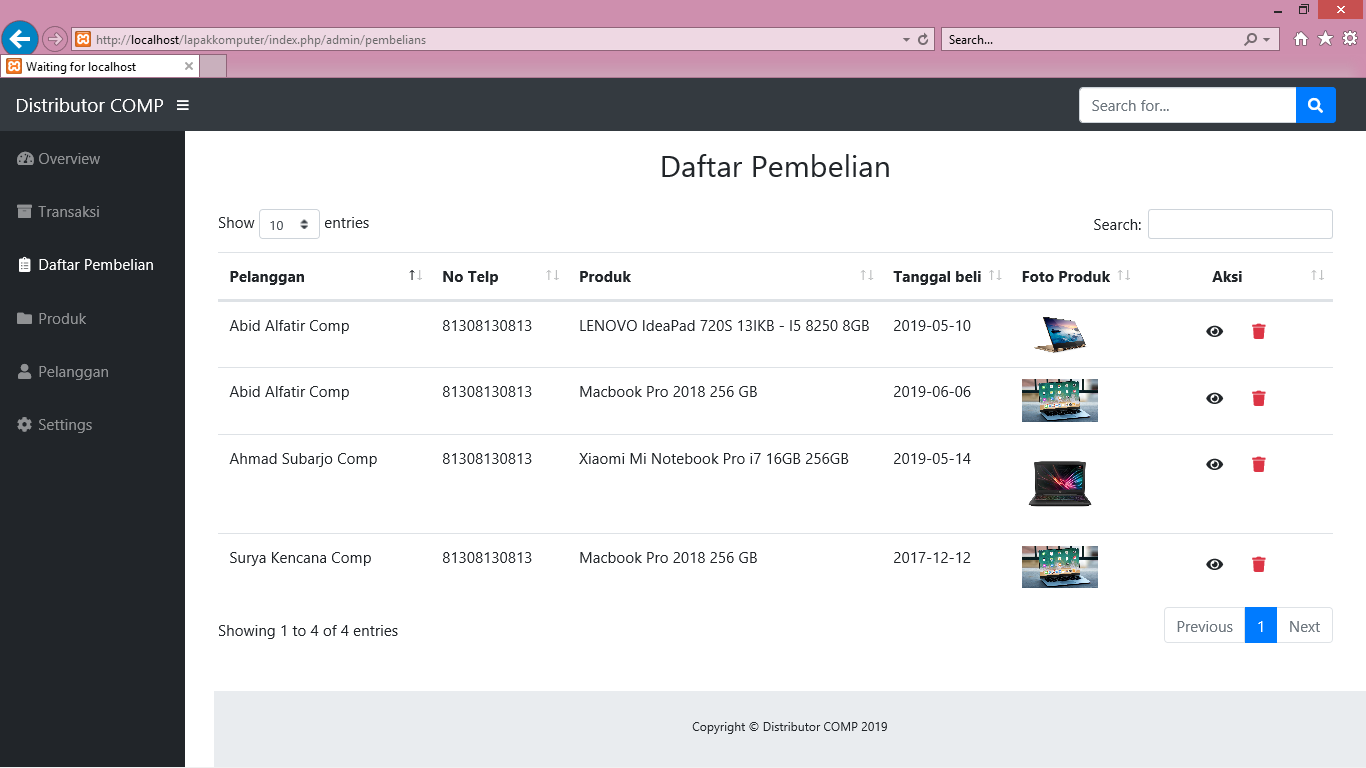 http://localhost/lapakkomputer/index.php/admin/pembelians
Search...
Waiting for localhost
Distributor COMP
Search for...
Overview
Transaksi
Daftar Pembelian
Produk
Pelanggan
Settings
Daftar Pembelian
Show 10 entries
Search:
Pelanggan No Telp Produk Tanggal beli Foto Produk Aksi
Abid Alfatir Comp 81308130813 LENOVO IdeaPad 720S 13IKB - I5 8250 8GB 2019-05-10
Abid Alfatir Comp 81308130813 Macbook Pro 2018 256 GB 2019-06-06
Ahmad Subarjo Comp 81308130813 Xiaomi Mi Notebook Pro i7 16GB 256GB 2019-05-14
Surya Kencana Comp 81308130813 Macbook Pro 2018 256 GB 2017-12-12
Showing 1 to 4 of 4 entries
Previous 1 Next
Copyright © Distributor COMP 2019